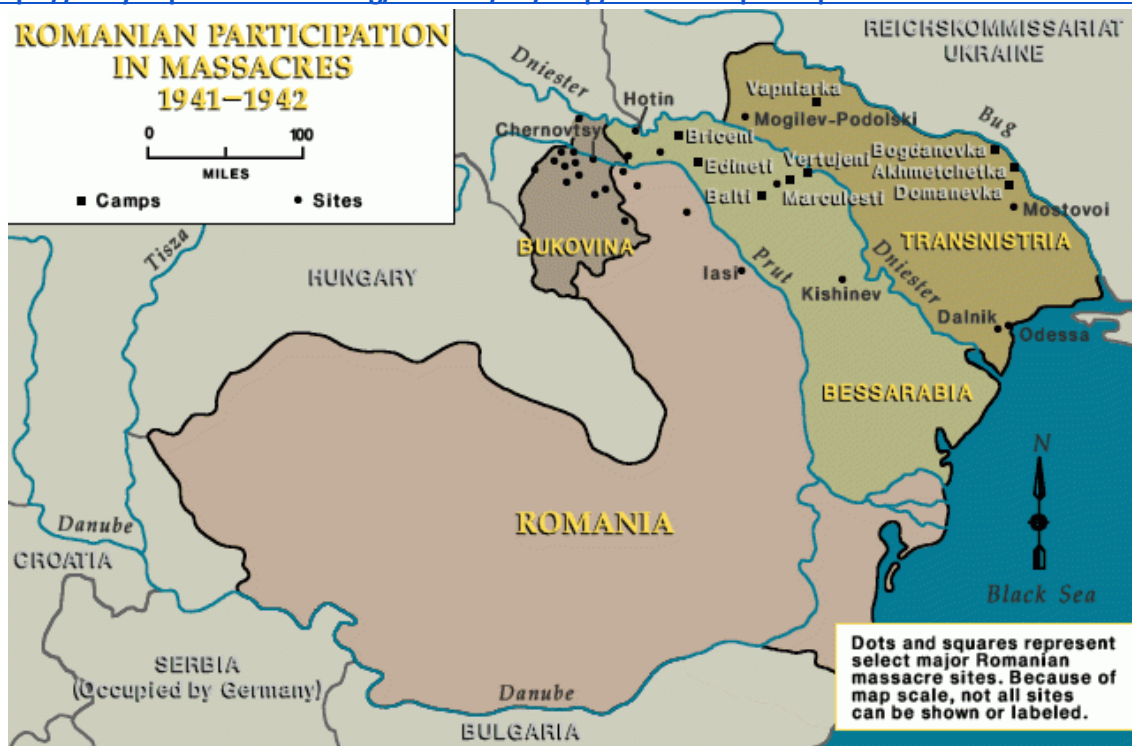 ROMANIAN PARTICIPATION
IN MASSACRES
1941–1942
0 100
MILES
Camps Sites
REICHSKOMMISSARIAT
UKRAINE
Dniester
Hotin
Vapniarka
Mogilev-Podolski
Bug
Chernovtsy
Briceni
Edineti
Vertujeni
Bogdanovka
Akhmetchetka
Domanevka
Balti
Marculesti
Mostovoi
Tisza
BUKOVINA
TRANSNISTRIA
HUNGARY
Iasi
Prut
Kishinev
Dniester
Dalnik
Odessa
BESSARABIA
N
ROMANIA
Danube
CROATIA
Black Sea
SERBIA
(Occupied by Germany)
Danube
BULGARIA
Dots and squares represent
select major Romanian
massacre sites. Because of
map scale, not all sites
can be shown or labeled.